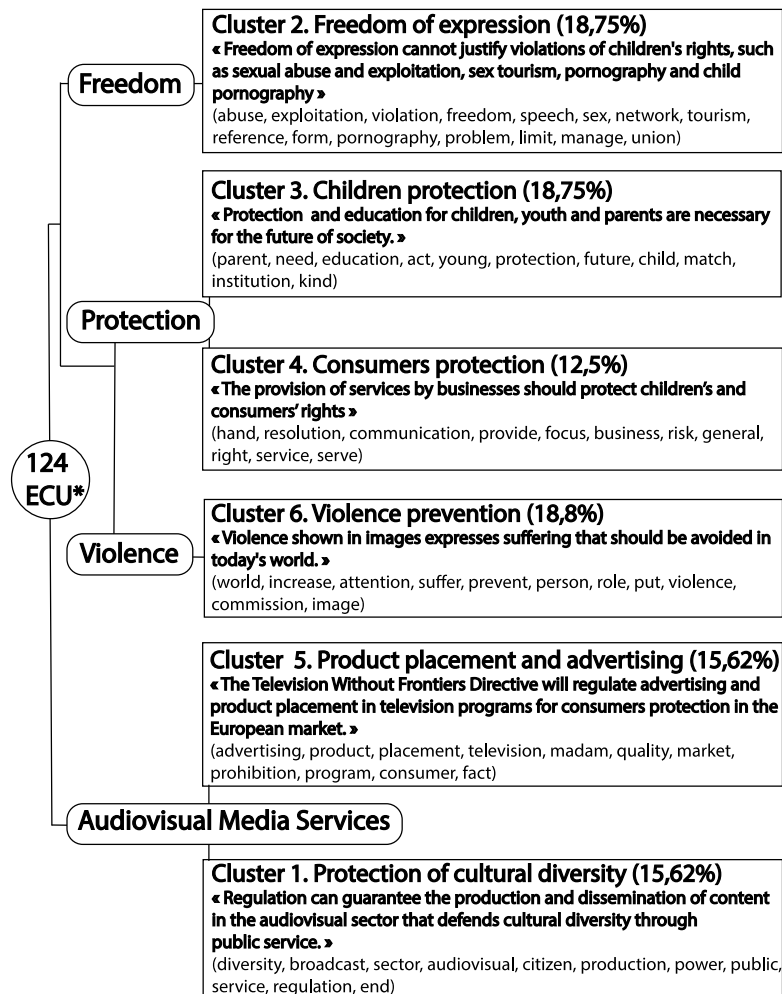 Cluster 2. Freedom of expression (18,75%)
« Freedom of expression cannot justify violations of children's rights, such
as sexual abuse and exploitation, sex tourism, pornography and child
pornography »
(abuse, exploitation, violation, freedom, speech, sex, network, tourism,
reference, form, pornography, problem, limit, manage, union)
Freedom
Cluster 3. Children protection (18,75%)
« Protection and education for children, youth and parents are necessary
for the future of society. »
(parent, need, education, act, young, protection, future, child, match,
institution, kind)
Protection
Cluster 4. Consumers protection (12,5%)
« The provision of services by businesses should protect children's and
consumers' rights »
(hand, resolution, communication, provide, focus, business, risk, general,
right, service, serve)
124
ECU*
Cluster 6. Violence prevention (18,8%)
« Violence shown in images expresses suffering that should be avoided in
today's world. »
(world, increase, attention, suffer, prevent, person, role, put, violence,
commission, image)
Violence
Cluster 5. Product placement and advertising (15,62%)
« The Television Without Frontiers Directive will regulate advertising and
product placement in television programs for consumers protection in the
European market. »
(advertising, product, placement, television, madam, quality, market,
prohibition, program, consumer, fact)
Audiovisual Media Services
Cluster 1. Protection of cultural diversity (15,62%)
« Regulation can guarantee the production and dissemination of content
in the audiovisual sector that defends cultural diversity through
public service. »
(diversity, broadcast, sector, audiovisual, citizen, production, power, public,
service, regulation, end)